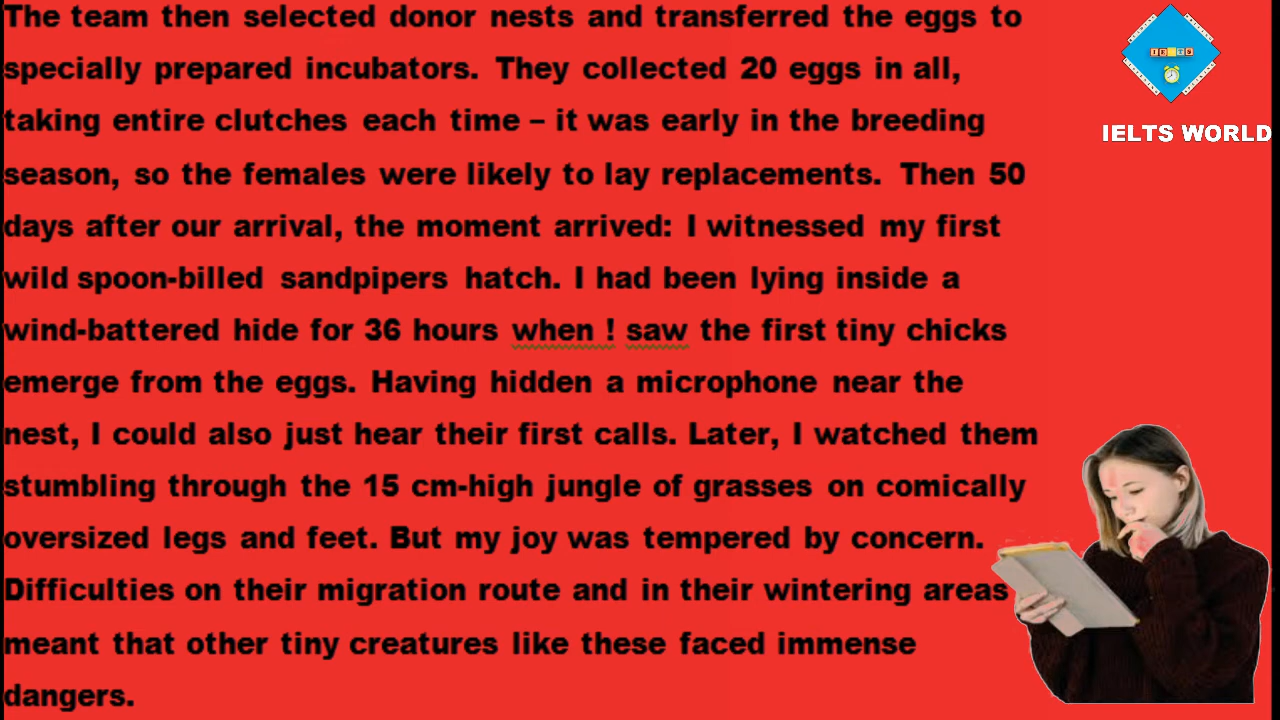 The team then selected donor nests and transferred the eggs to
specially prepared incubators. They collected 20 eggs in all,
taking entire clutches each time – it was early in the breeding
season, so the females were likely to lay replacements. Then 50
days after our arrival, the moment arrived: I witnessed my first
wild spoon-billed sandpipers hatch. I had been lying inside a
wind-battered hide for 36 hours when ! saw the first tiny chicks
emerge from the eggs. Having hidden a microphone near the
nest, I could also just hear their first calls. Later, I watched them
stumbling through the 15 cm-high jungle of grasses on comically
oversized legs and feet. But my joy was tempered by concern.
Difficulties on their migration route and in their wintering areas
meant that other tiny creatures like these faced immense
dangers.
IELTS
IELTS WORLD